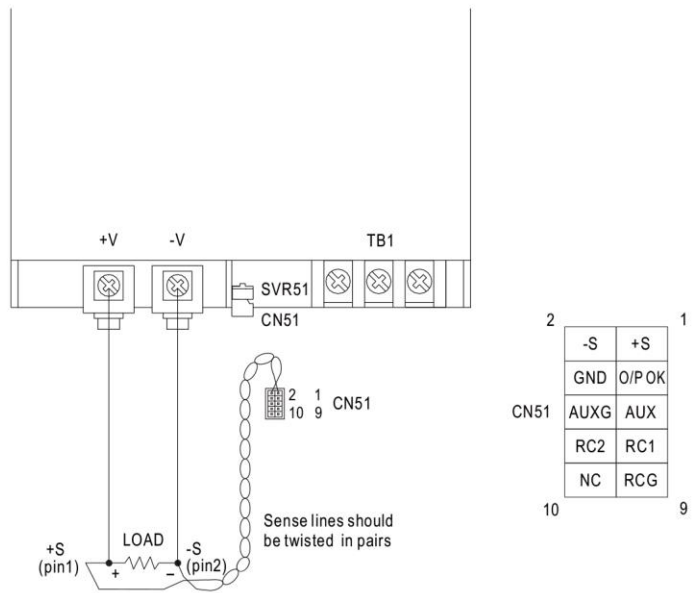 +V
-V
TB1
SVR51
CN51
2 1
10 9
CN51
Sense lines should
be twisted in pairs
+S
(pin1)
LOAD
-S
(pin2)
+
–
2 1
-S +S
GND O/P OK
CN51 AUXG AUX
RC2 RC1
NC RCG
10 9